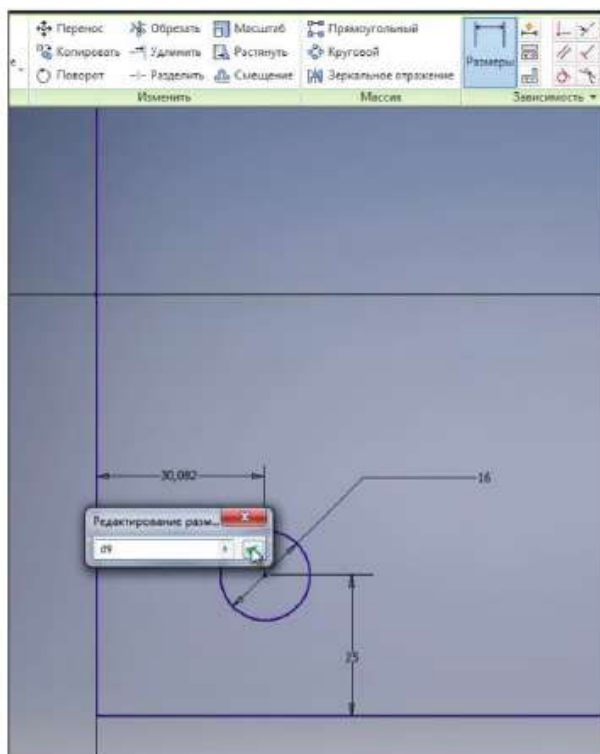 Перенос Обрезать Масштаб Прямоугольный
е Копировать Удлинить Растянуть Круговой Размеры
Поворот Разделить Смещение Зеркальное отражение
Изменить Массив Зависимость
30,082
16
Редактирование разм...
d9
25